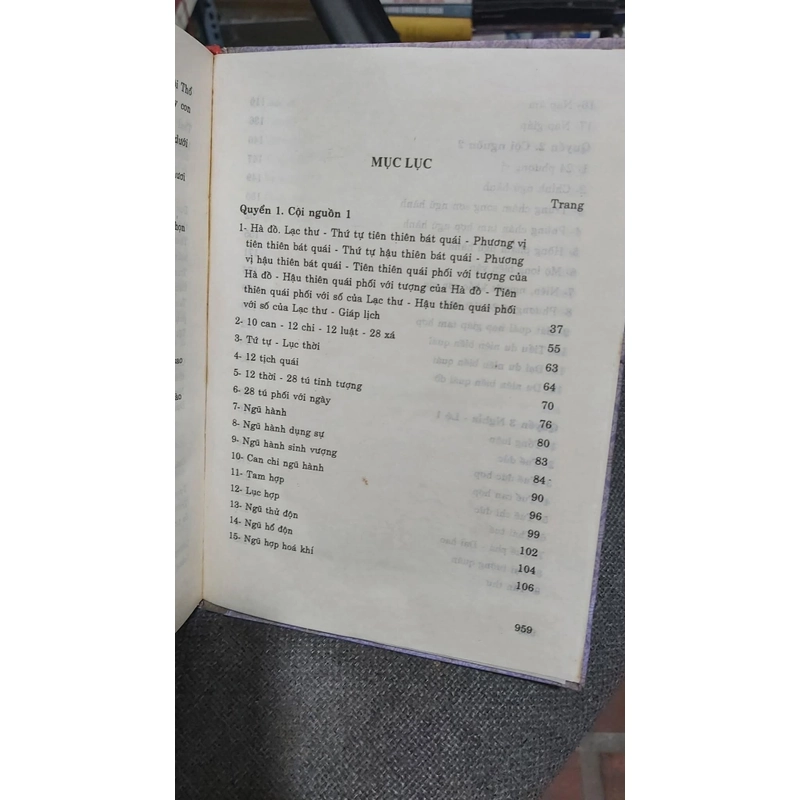 ại Thổ
con
dưới
ươi
họn
sao
ảo
MỤC LỤC
Trang
Quyển 1. Cội nguồn 1
1- Hà đồ. Lạc thư - Thứ tự tiên thiên bát quái - Phương vị
tiên thiên bát quái - Thứ tự hậu thiên bát quái - Phương
vị hậu thiên bát quái - Tiên thiên quái phối với tượng của
Hà đồ - Hậu thiên quái phối với tượng của Hà đồ - Tiên
thiên quái phối với số của Lạc thư - Hậu thiên quái phối
với số của Lạc thư - Giáp lịch 37
2- 10 can - 12 chi - 12 luật - 28 xá 55
3- Tứ tự - Lục thời 63
4- 12 tịch quái 64
5- 12 thời - 28 tú tinh tượng 70
6- 28 tú phối với ngày 76
7- Ngũ hành 80
8- Ngũ hành dụng sự 83
9- Ngũ hành sinh vượng 84
10- Can chi ngũ hành 90
11- Tam hợp 96
12- Lục hợp 99
13- Ngũ thử độn 102
14- Ngũ hổ độn 104
15- Ngũ hợp hoá khí 106
959